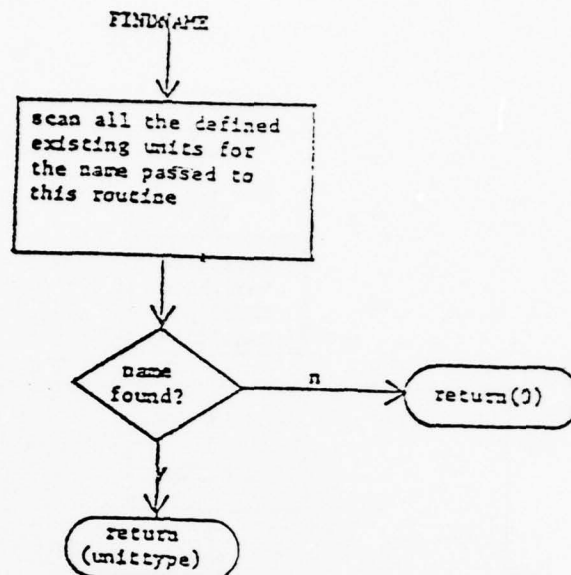 FINDNAME
scan all the defined
existing units for
the name passed to
this routine
name
found?
n
return(0)
y
return
(unittype)